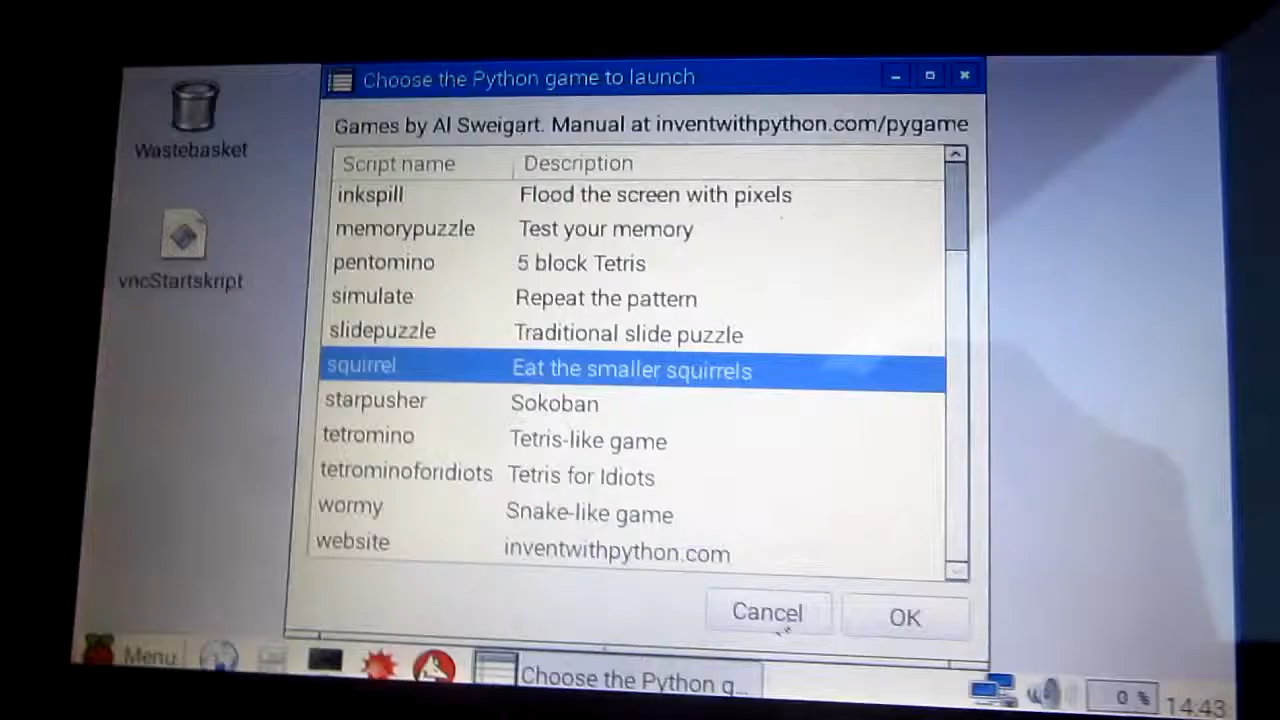 Choose the Python game to launch
Games by Al Sweigart. Manual at inventwithpython.com/pygame
Wastebasket
vncStartskript
Script name Description
inkspill Flood the screen with pixels
memorypuzzle Test your memory
pentomino 5 block Tetris
simulate Repeat the pattern
slidepuzzle Traditional slide puzzle
squirrel Eat the smaller squirrels
starpusher Sokoban
tetromino Tetris-like game
tetrominoforidiots Tetris for Idiots
wormy Snake-like game
website inventwithpython.com
Cancel OK
Menu Choose the Python g... 0 % 14:43